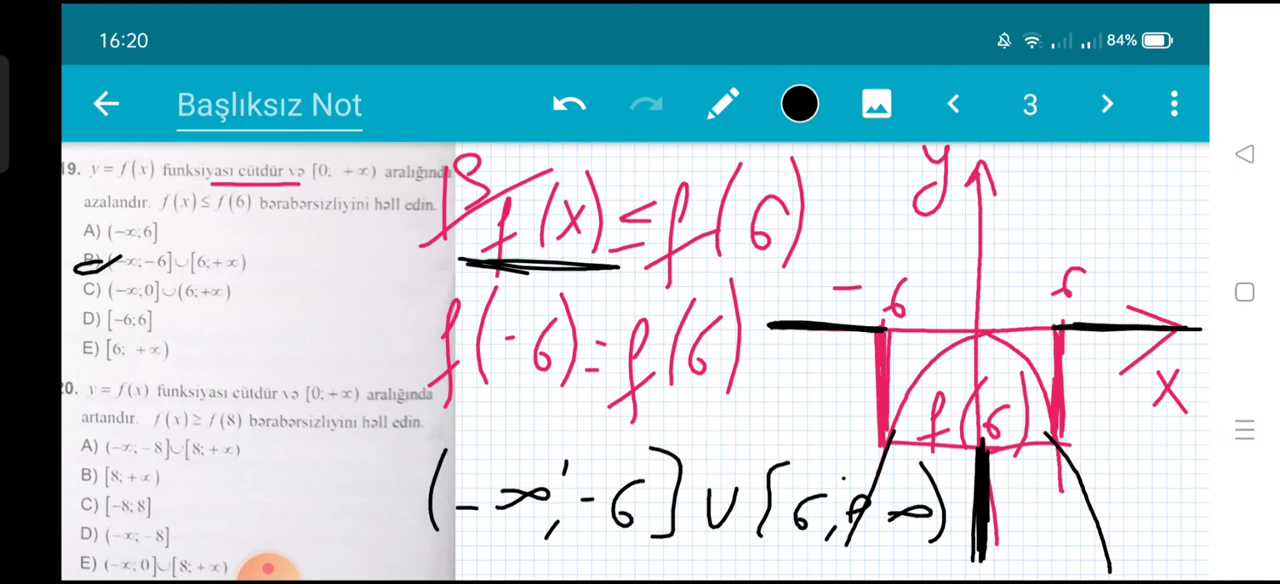 16:20
84%
Başlıksız Not
3
19. y = f(x) funksiyası cütdür və [0; +∞) aralığında
azalandır. f(x) ≤ f(6) bərabərsizliyini həll edin.
A) (-∞;6]
B) (-∞;-6]∪[6;+∞)
C) (-∞;0]∪(6;+∞)
D) [-6;6]
E) [6; +∞)
20. y = f(x) funksiyası cütdür və [0;+∞) aralığında
artandır. f(x) ≥ f(8) bərabərsizliyini həll edin.
A) (-∞;-8]∪[8;+∞)
B) [8;+∞)
C) [-8;8]
D) (-∞;-8]
E) (-∞;0]∪[8;+∞)
f(x) ≤ f(6)
f(-6) = f(6)
(-∞;-6] ∪ [6;+∞)
y
-6
6
x
f(6)